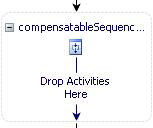 compensatableSequenc...
Drop Activities
Here